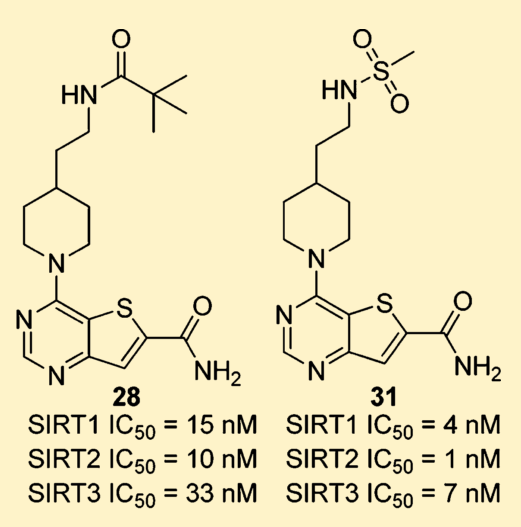 O
HN
N
N
N
S
O
NH₂
28
SIRT1 IC₅₀ = 15 nM
SIRT2 IC₅₀ = 10 nM
SIRT3 IC₅₀ = 33 nM
O
S
O
HN
N
N
N
S
O
NH₂
31
SIRT1 IC₅₀ = 4 nM
SIRT2 IC₅₀ = 1 nM
SIRT3 IC₅₀ = 7 nM